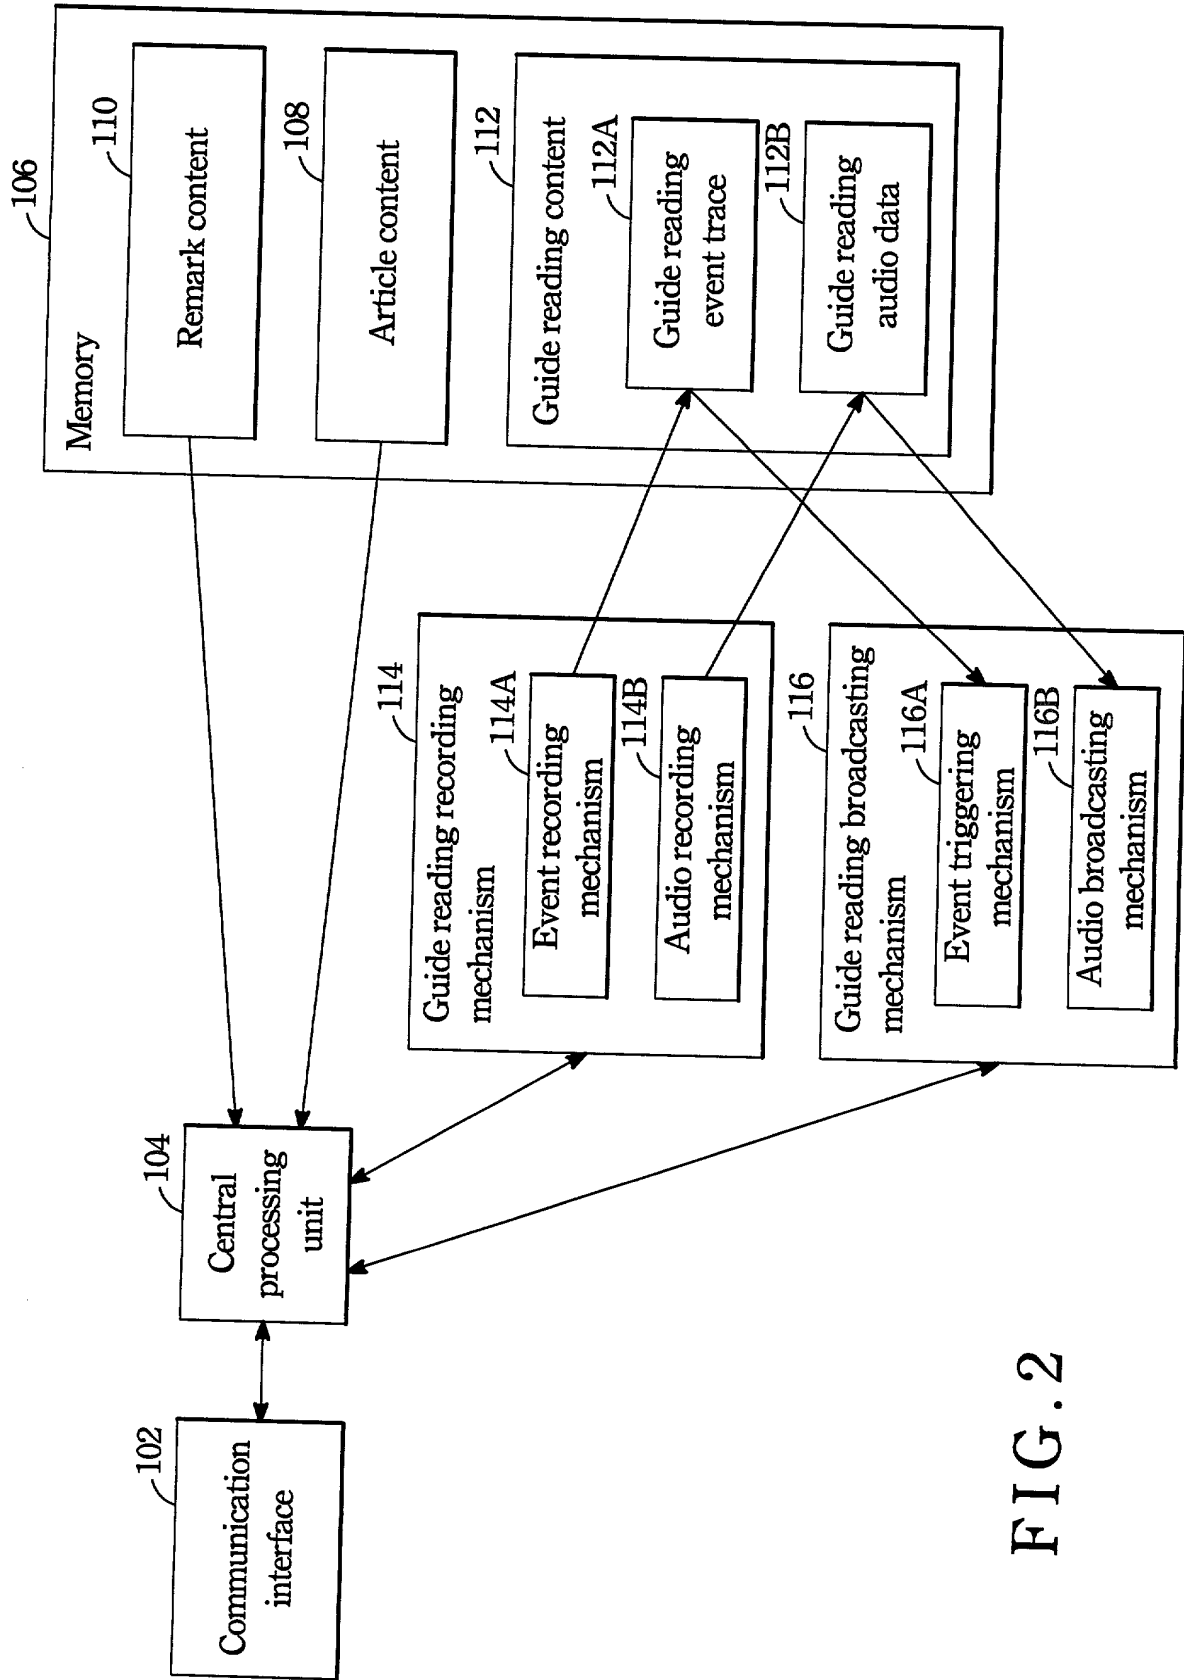 102
Communication
interface
104
Central
processing
unit
106
Memory
110
Remark content
108
Article content
112
Guide reading content
112A
Guide reading
event trace
112B
Guide reading
audio data
114
Guide reading recording
mechanism
114A
Event recording
mechanism
114B
Audio recording
mechanism
116
Guide reading broadcasting
mechanism
116A
Event triggering
mechanism
116B
Audio broadcasting
mechanism
FIG.2